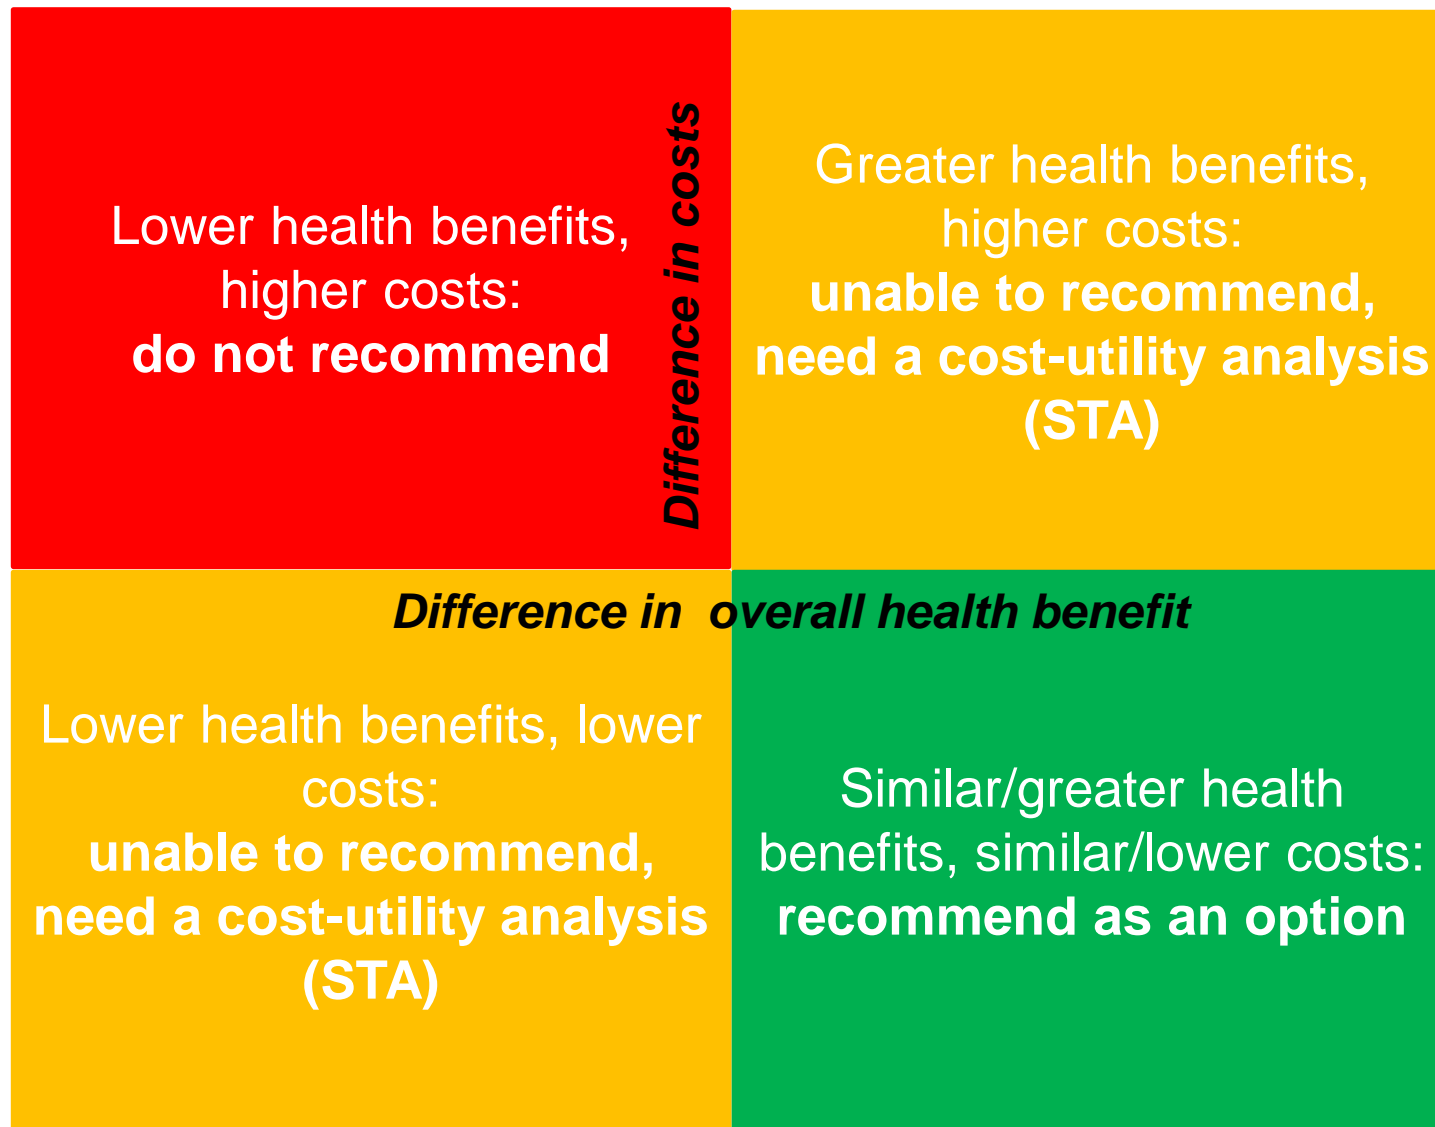 Lower health benefits,
higher costs:
do not recommend
Difference in costs
Greater health benefits,
higher costs:
unable to recommend,
need a cost-utility analysis
(STA)
Difference in overall health benefit
Lower health benefits, lower
costs:
unable to recommend,
need a cost-utility analysis
(STA)
Similar/greater health
benefits, similar/lower costs:
recommend as an option